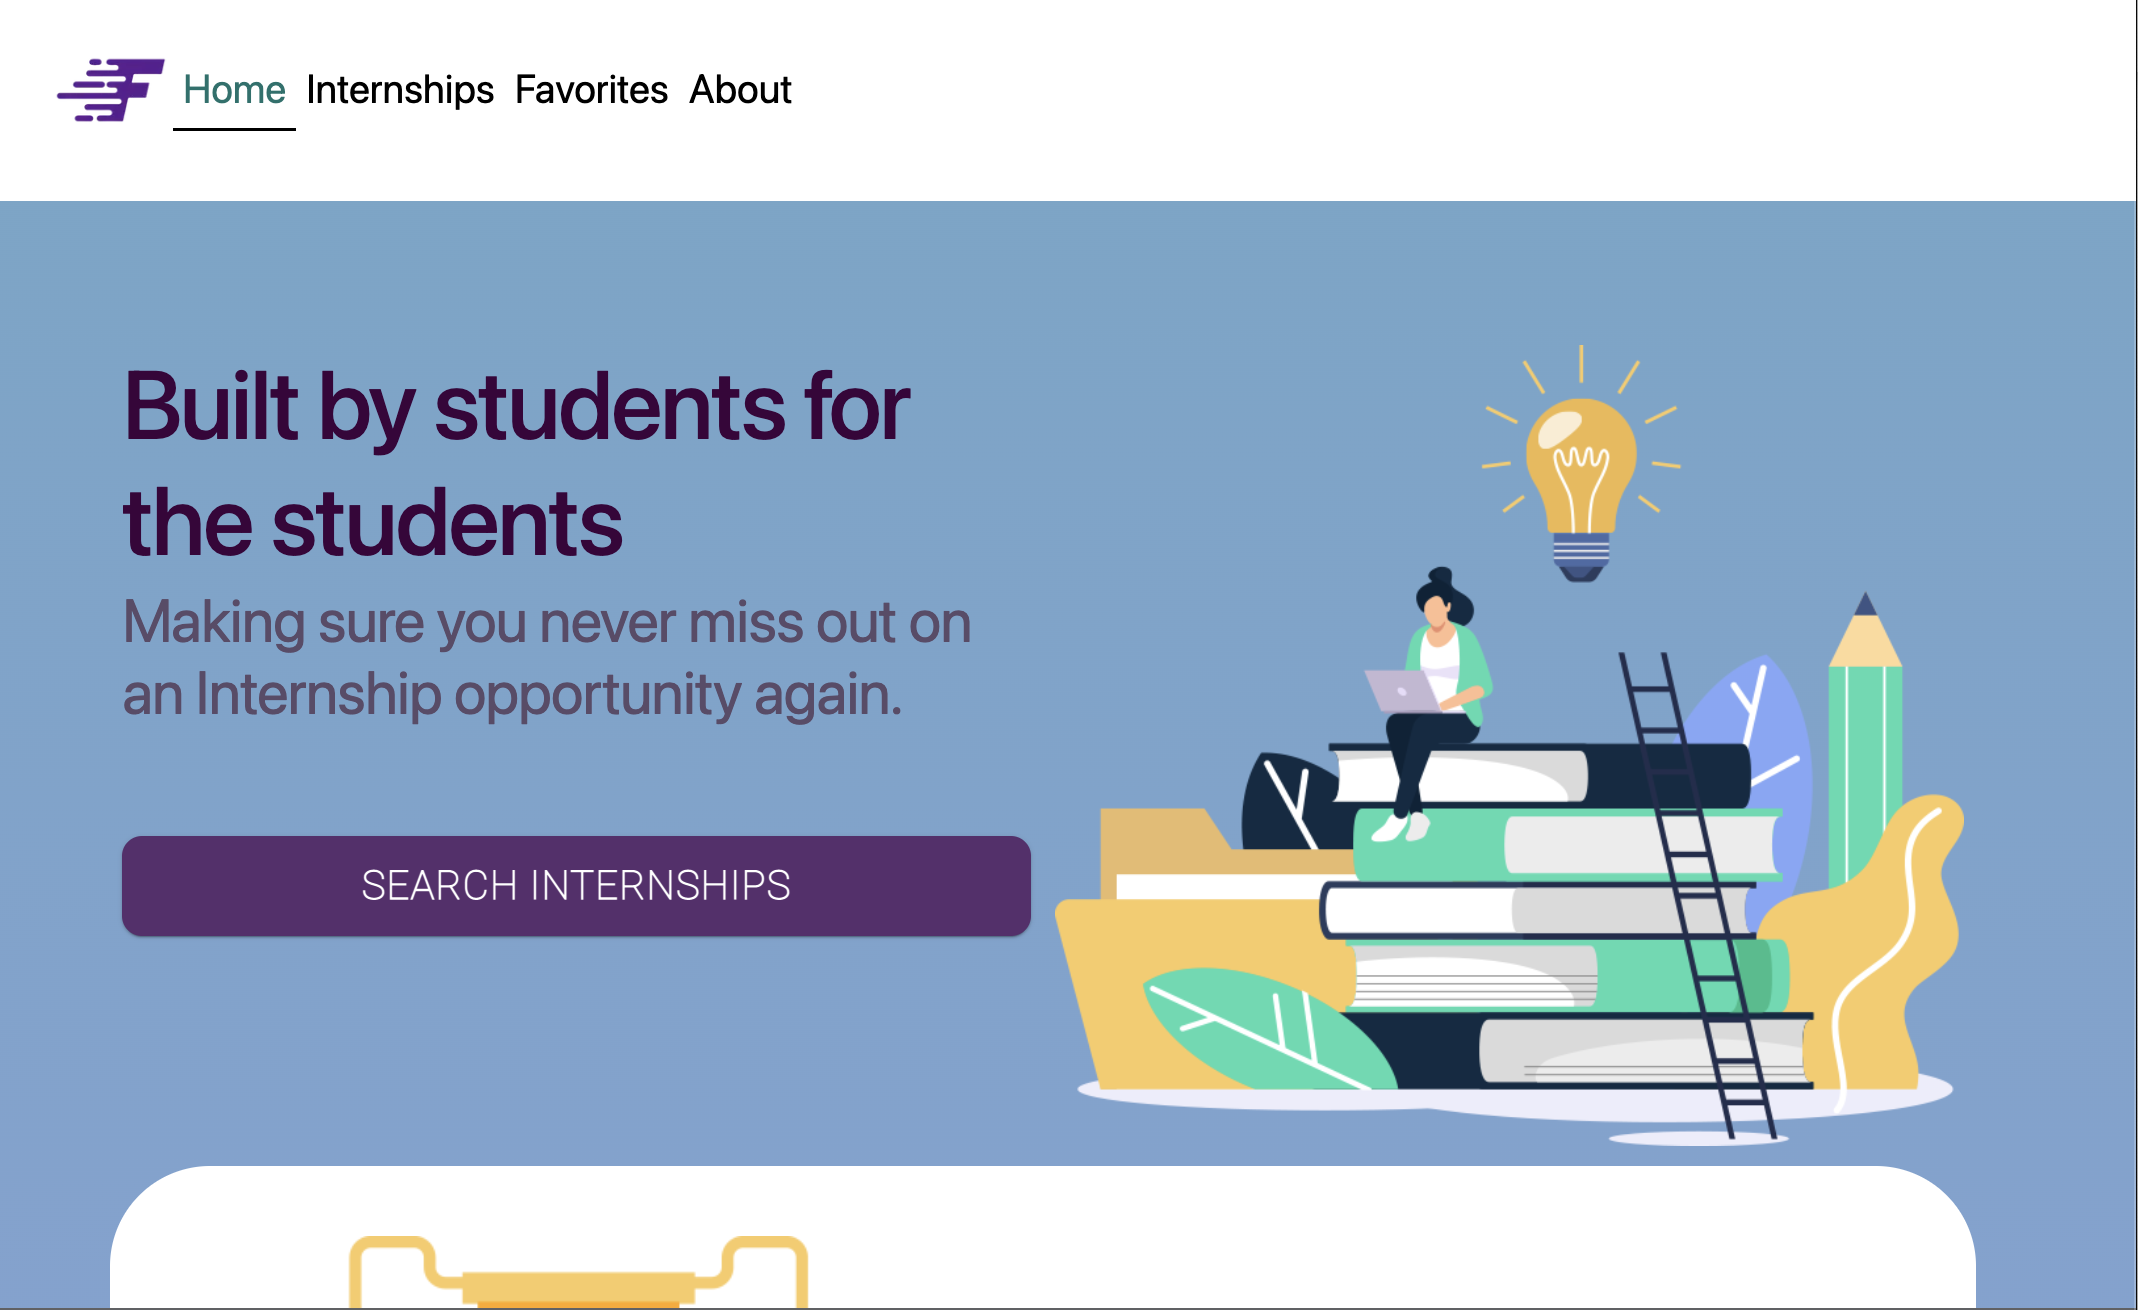 F
Home Internships Favorites About
Built by students for
the students
Making sure you never miss out on
an Internship opportunity again.
SEARCH INTERNSHIPS